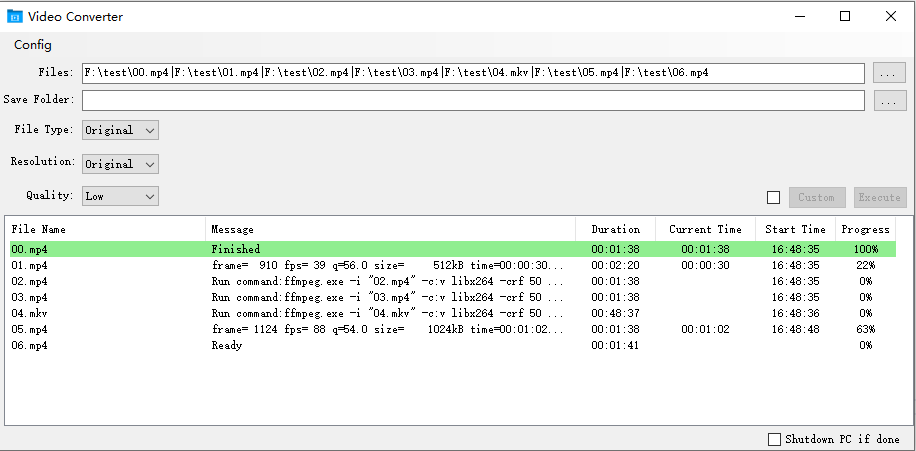 Video Converter
Config
Files: F:\test\00.mp4|F:\test\01.mp4|F:\test\02.mp4|F:\test\03.mp4|F:\test\04.mkv|F:\test\05.mp4|F:\test\06.mp4 ...
Save Folder: ...
File Type: Original
Resolution: Original
Quality: Low Custom Execute
File Name Message Duration Current Time Start Time Progress
00.mp4 Finished 00:01:38 00:01:38 16:48:35 100%
01.mp4 frame= 910 fps= 39 q=56.0 size= 512kB time=00:00:30... 00:02:20 00:00:30 16:48:35 22%
02.mp4 Run command:ffmpeg.exe -i "02.mp4" -c:v libx264 -crf 50 ... 00:01:38 16:48:35 0%
03.mp4 Run command:ffmpeg.exe -i "03.mp4" -c:v libx264 -crf 50 ... 00:01:38 16:48:35 0%
04.mkv Run command:ffmpeg.exe -i "04.mkv" -c:v libx264 -crf 50 ... 00:48:37 16:48:36 0%
05.mp4 frame= 1124 fps= 88 q=54.0 size= 1024kB time=00:01:02... 00:01:38 00:01:02 16:48:48 63%
06.mp4 Ready 00:01:41 0%
Shutdown PC if done